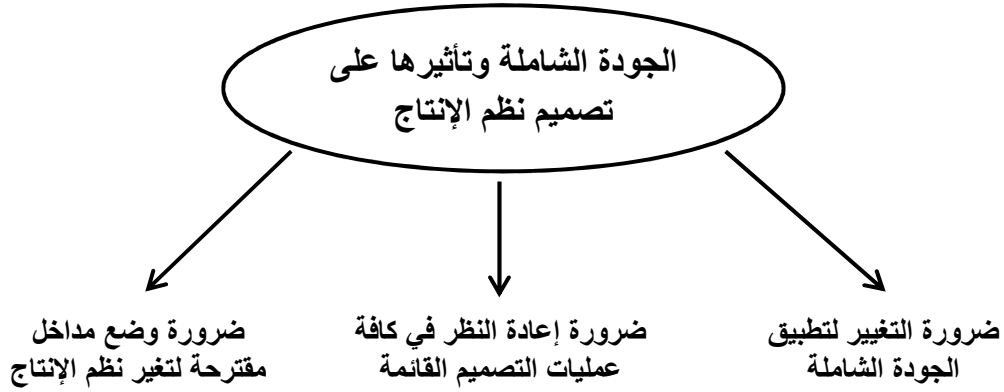 الجودة الشاملة وتأثيرها على
تصميم نظم الإنتاج
ضرورة التغيير لتطبيق
الجودة الشاملة
ضرورة إعادة النظر في كافة
عمليات التصميم القائمة
ضرورة وضع مداخل
مقترحة لتغير نظم الإنتاج